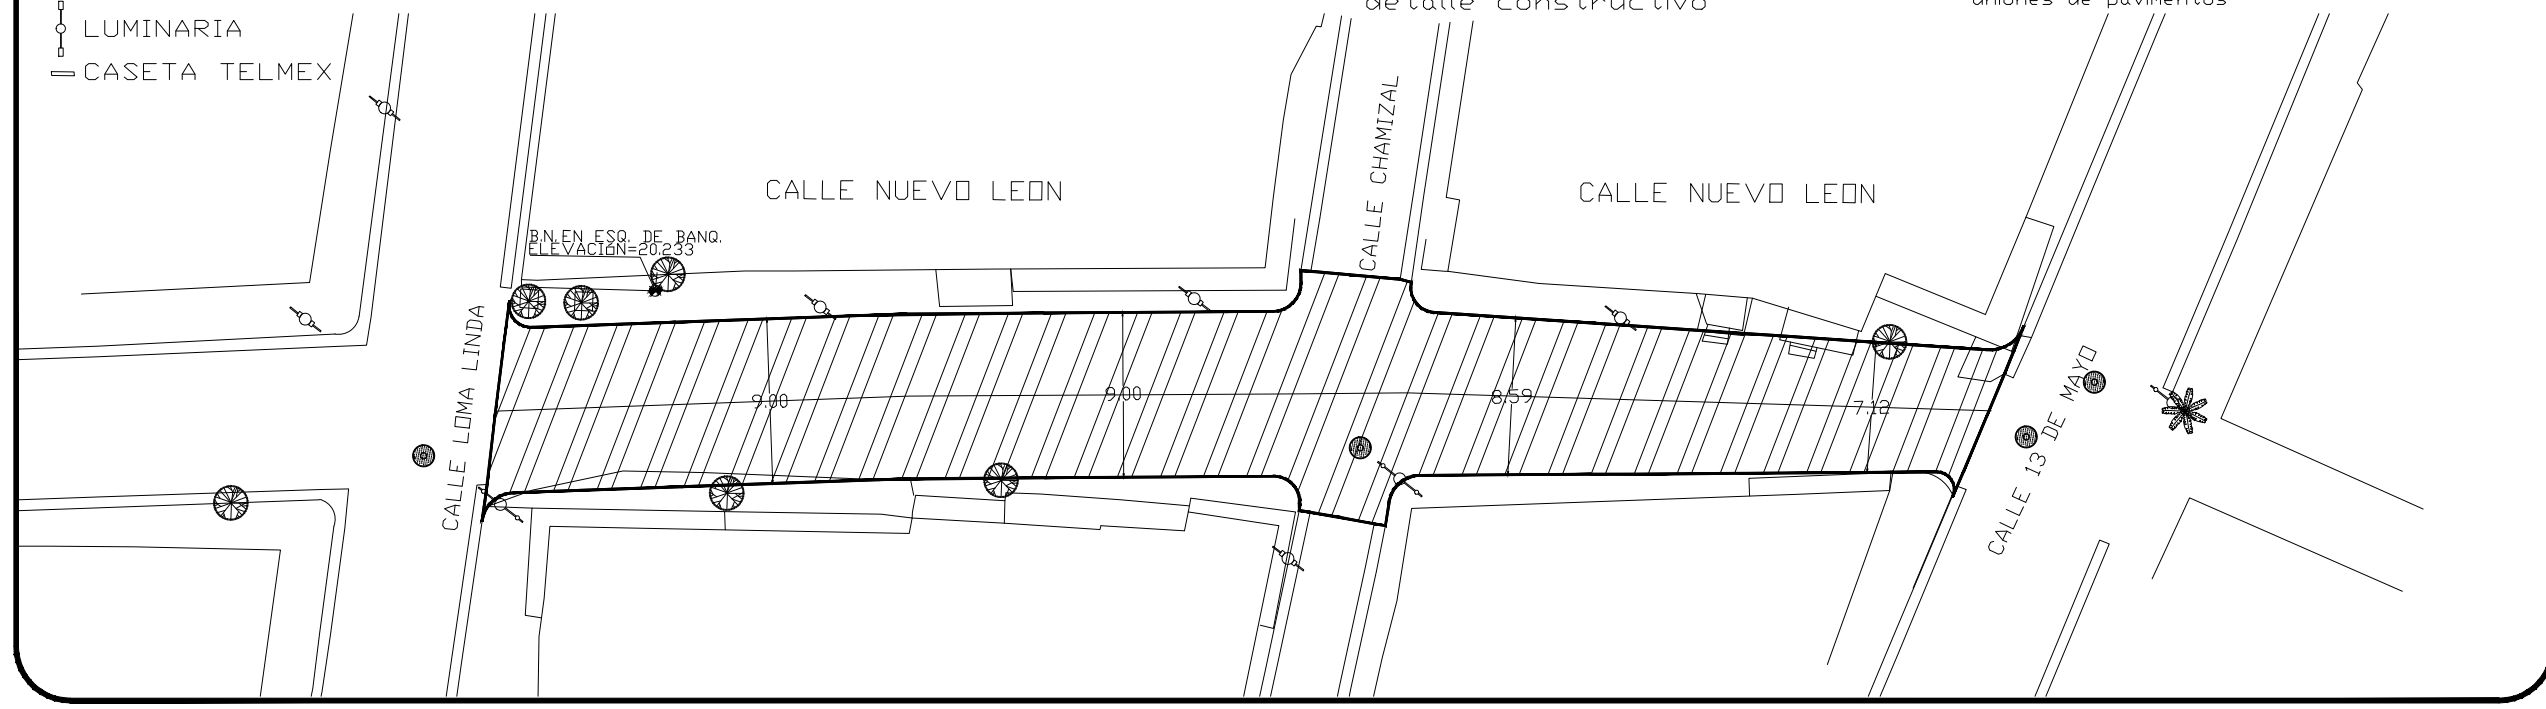 detalle constructivo
uniones de pavimentos
LUMINARIA
CASETA TELMEX
CALLE CHAMIZAL
CALLE NUEVO LEON
CALLE NUEVO LEON
B.N. EN ESQ. DE BANQ.
ELEVACIóN=20.233
CALLE LOMA LINDA
9.00
9.00
8.59
7.12
CALLE 13 DE MAYO